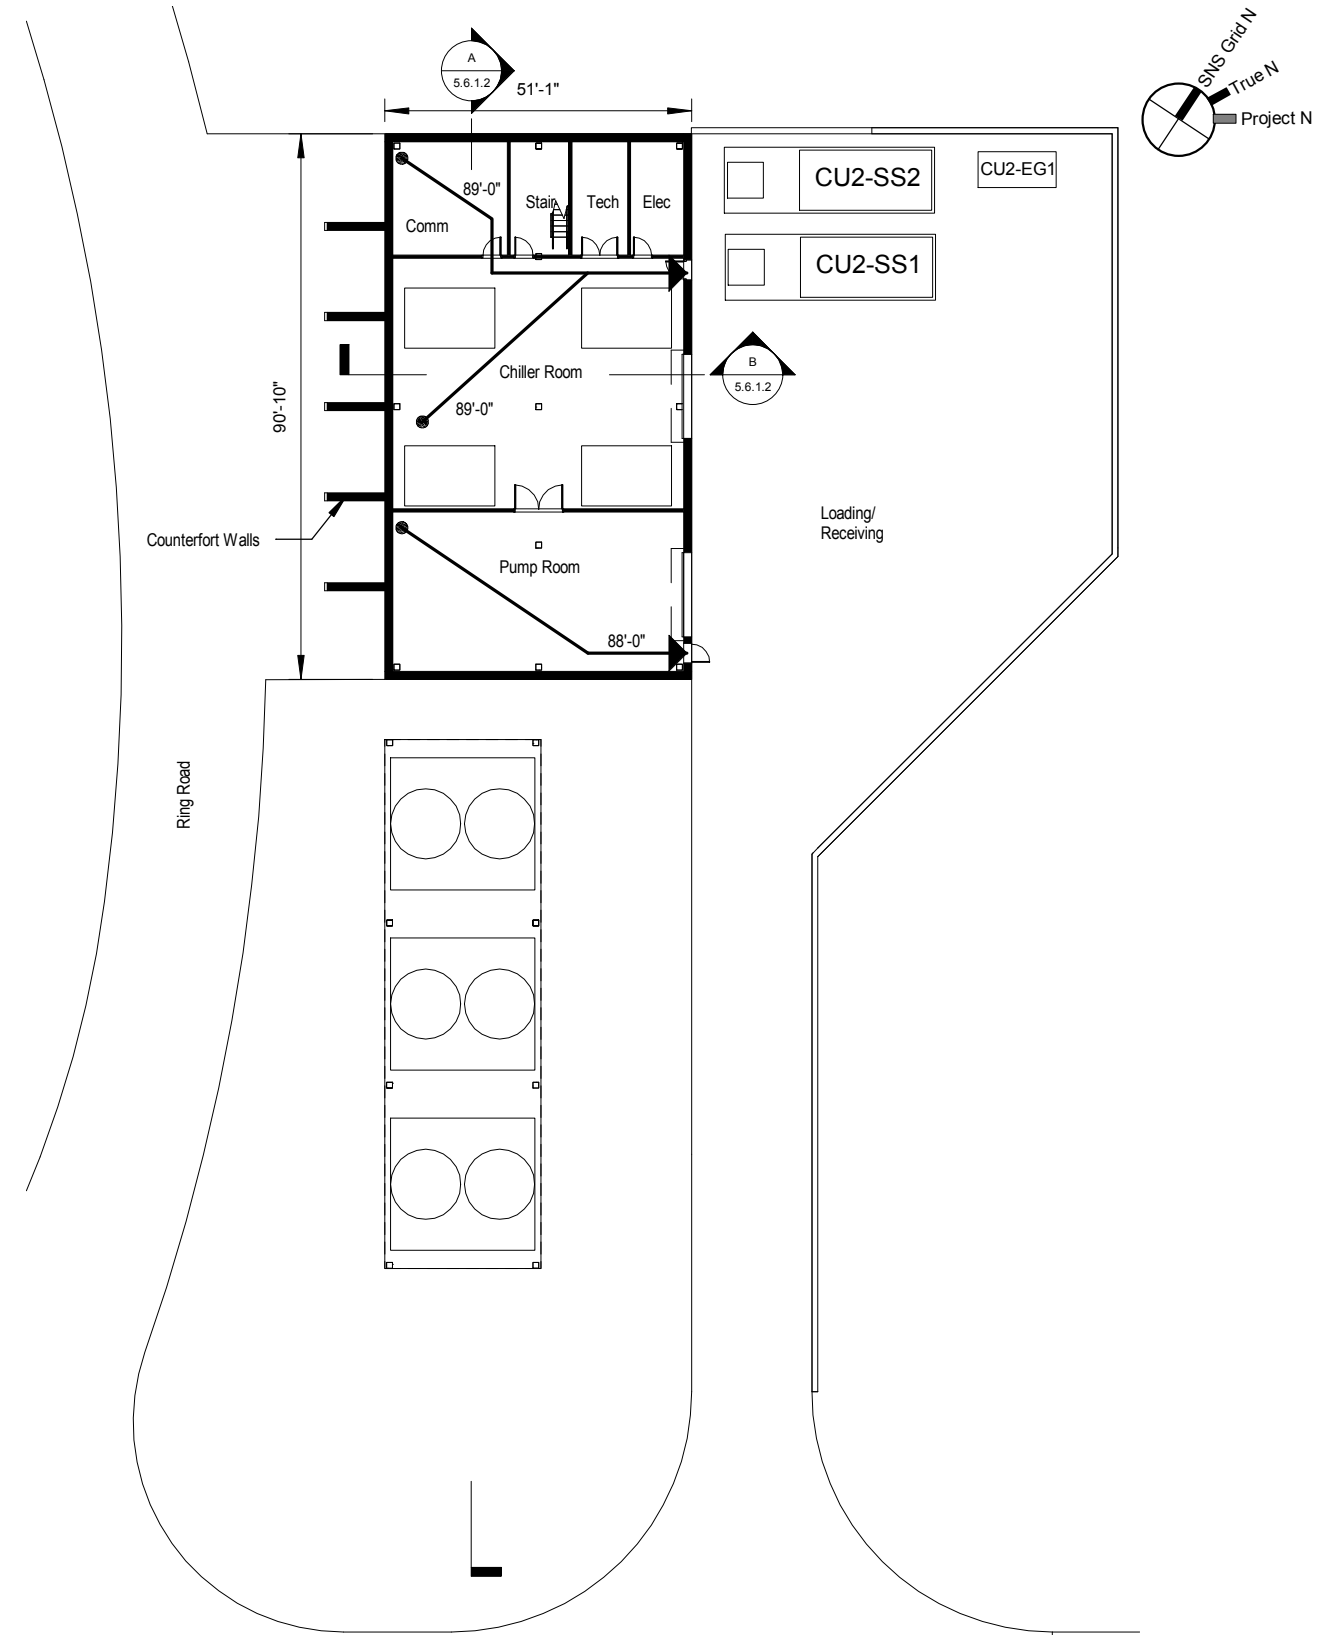 SNS Grid N
True N
Project N
A
5.6.1.2
51'-1"
CU2-SS2
CU2-EG1
89'-0"
Stair
Tech
Elec
Comm
CU2-SS1
Chiller Room
B
5.6.1.2
89'-0"
90'-10"
Loading/
Receiving
Counterfort Walls
Pump Room
88'-0"
Ring Road